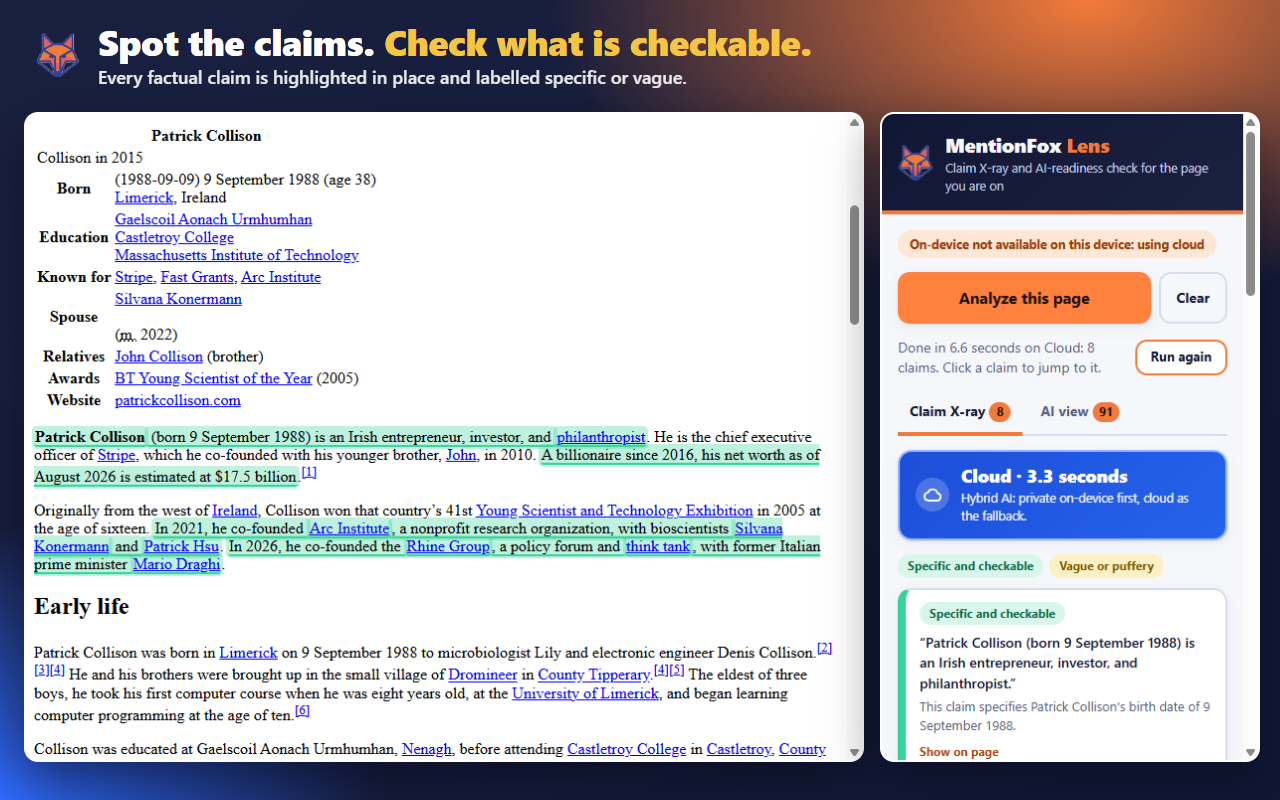 Spot the claims. Check what is checkable.
Every factual claim is highlighted in place and labelled specific or vague.
Patrick Collison
Collison in 2015
Born (1988-09-09) 9 September 1988 (age 38)
Limerick, Ireland
Gaelscoil Aonach Urmhumhan
Education Castletroy College
Massachusetts Institute of Technology
Known for Stripe, Fast Grants, Arc Institute
Silvana Konermann
Spouse
(m. 2022)
Relatives John Collison (brother)
Awards BT Young Scientist of the Year (2005)
Website patrickcollison.com
Patrick Collison (born 9 September 1988) is an Irish entrepreneur, investor, and philanthropist. He is the chief executive
officer of Stripe, which he co-founded with his younger brother, John, in 2010. A billionaire since 2016, his net worth as of
August 2026 is estimated at $17.5 billion.[1]
Originally from the west of Ireland, Collison won that country's 41st Young Scientist and Technology Exhibition in 2005 at
the age of sixteen. In 2021, he co-founded Arc Institute, a nonprofit research organization, with bioscientists Silvana
Konermann and Patrick Hsu. In 2026, he co-founded the Rhine Group, a policy forum and think tank, with former Italian
prime minister Mario Draghi.
Early life
Patrick Collison was born in Limerick on 9 September 1988 to microbiologist Lily and electronic engineer Denis Collison.[2]
[3][4] He and his brothers were brought up in the small village of Dromineer in County Tipperary.[4][5] The eldest of three
boys, he took his first computer course when he was eight years old, at the University of Limerick, and began learning
computer programming at the age of ten.[6]
Collison was educated at Gaelscoil Aonach Urmhumhan, Nenagh, before attending Castletroy College in Castletroy, County
MentionFox Lens
Claim X-ray and AI-readiness check for the page
you are on
On-device not available on this device: using cloud
Analyze this page
Clear
Done in 6.6 seconds on Cloud: 8
claims. Click a claim to jump to it.
Run again
Claim X-ray 8 AI view 91
Cloud · 3.3 seconds
Hybrid AI: private on-device first, cloud as
the fallback.
Specific and checkable Vague or puffery
Specific and checkable
"Patrick Collison (born 9 September 1988) is
an Irish entrepreneur, investor, and
philanthropist."
This claim specifies Patrick Collison's birth date of 9
September 1988.
Show on page